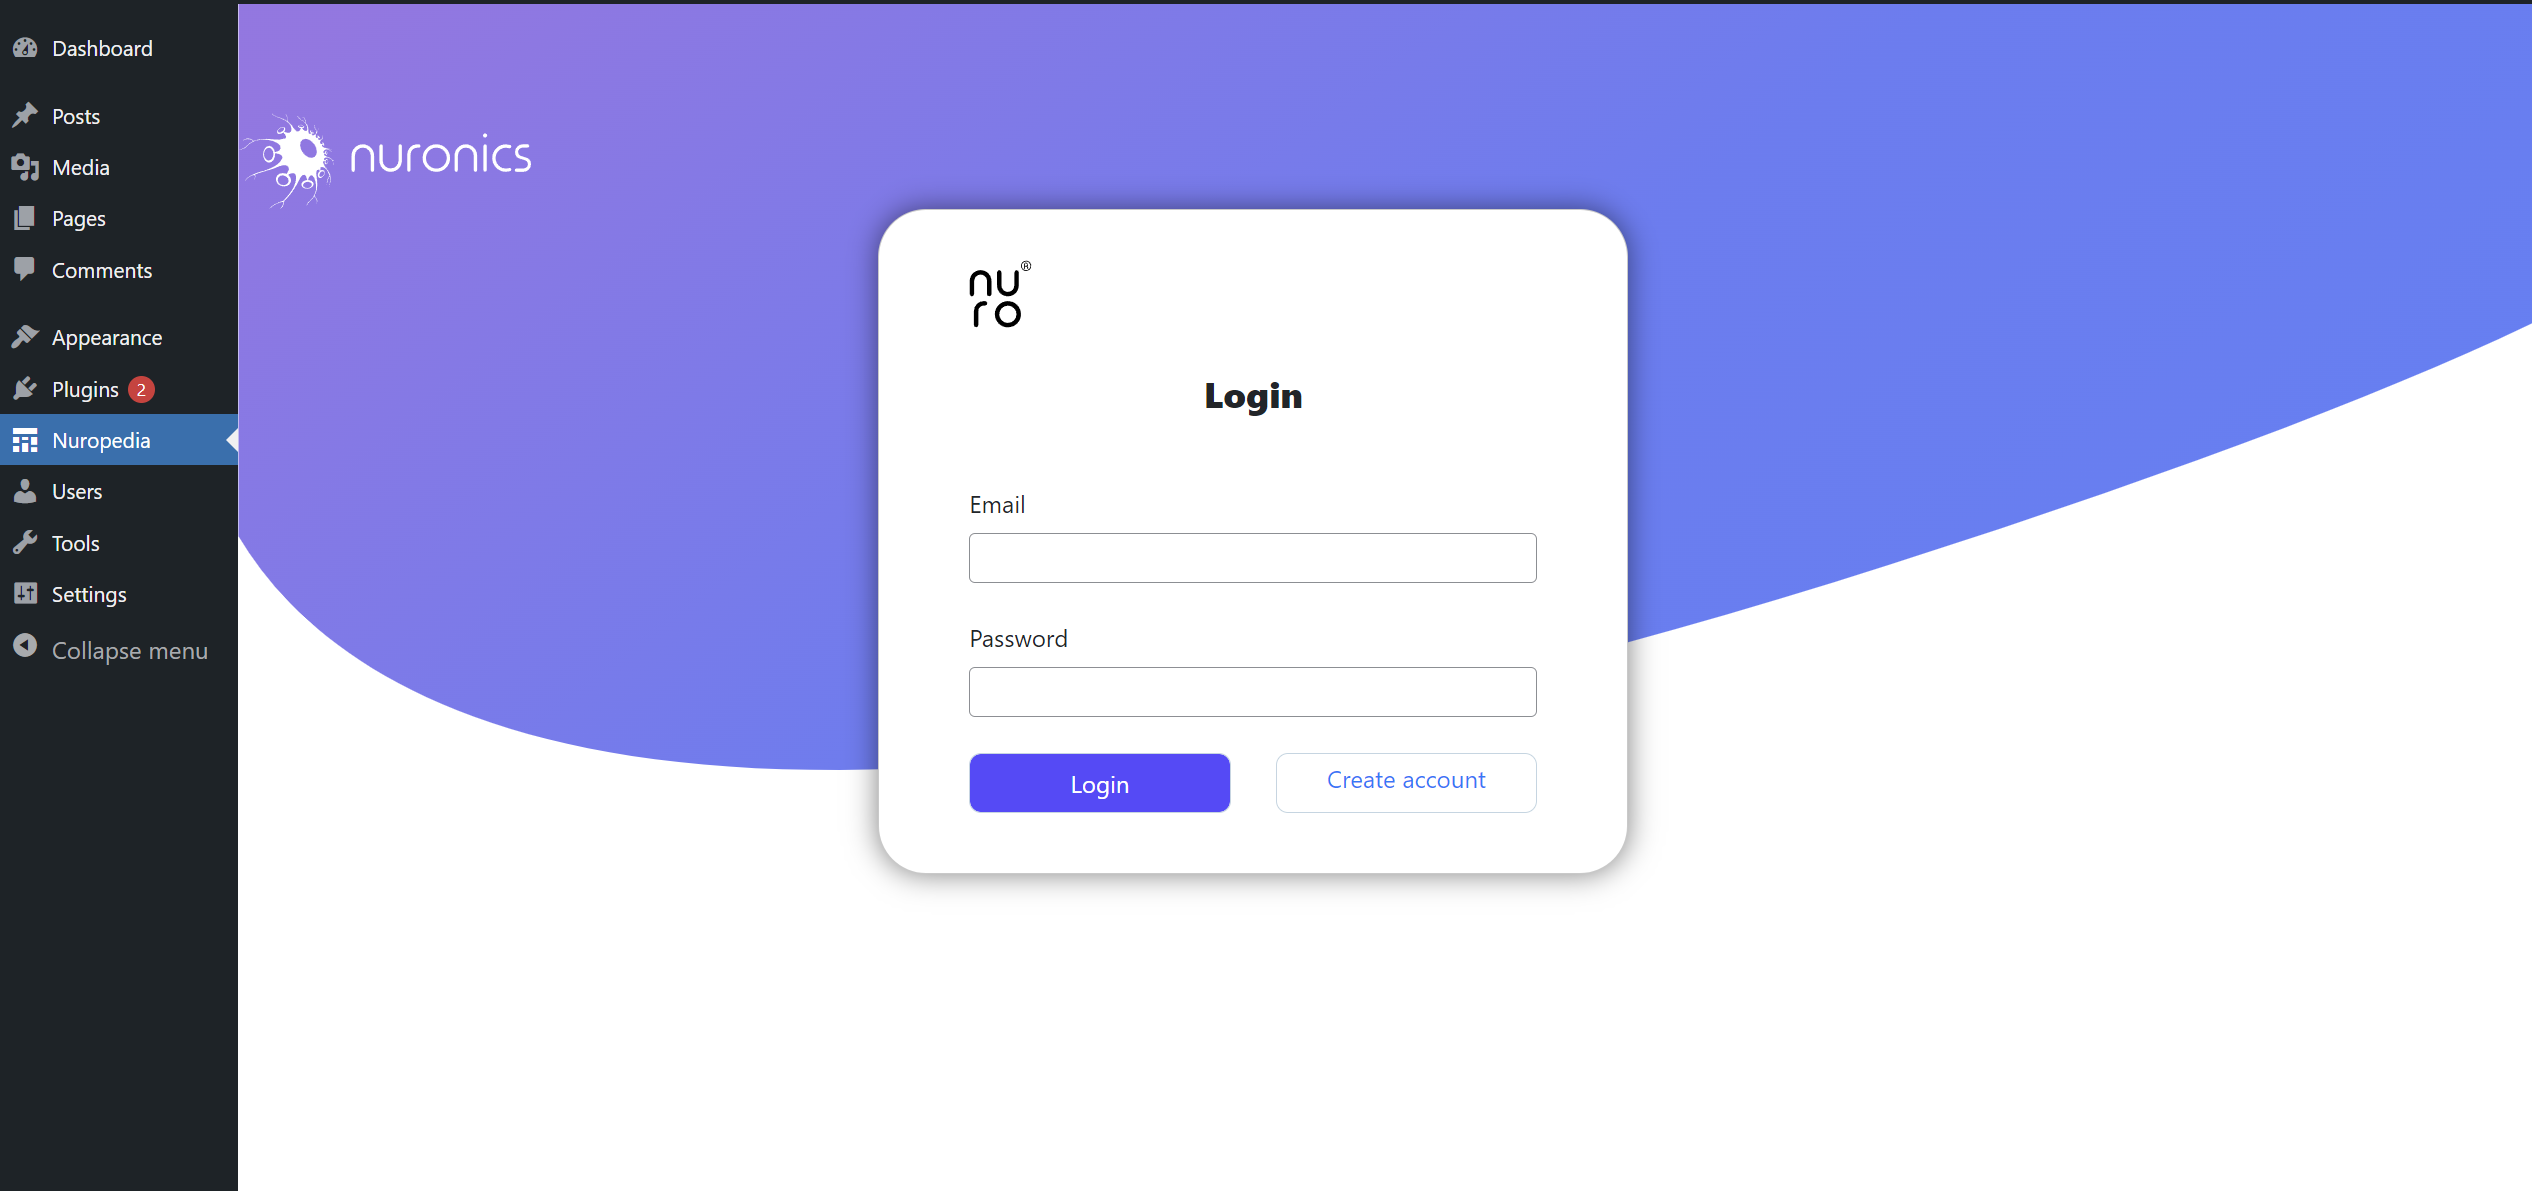 Dashboard
Posts
Media
Pages
Comments
Appearance
Plugins 2
Nuropedia
Users
Tools
Settings
Collapse menu
nuronics
nu®
ro
Login
Email
Password
Login
Create account